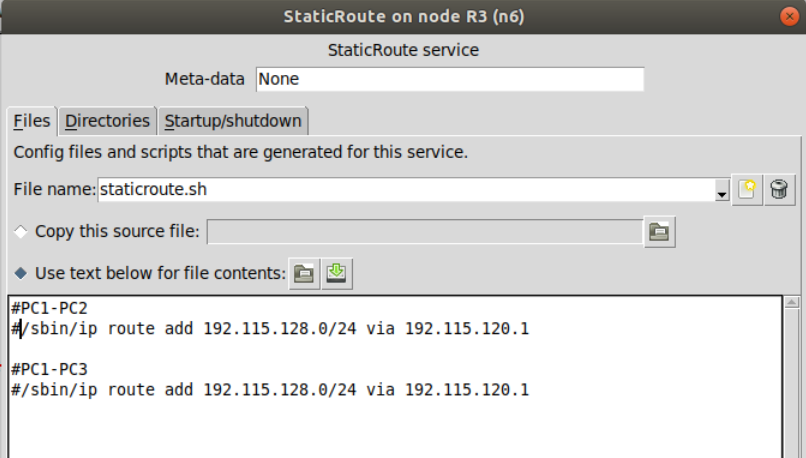 StaticRoute on node R3 (n6)
StaticRoute service
Meta-data None
Files Directories Startup/shutdown
Config files and scripts that are generated for this service.
File name: staticroute.sh
Copy this source file:
Use text below for file contents:
#PC1-PC2
#/sbin/ip route add 192.115.128.0/24 via 192.115.120.1
#PC1-PC3
#/sbin/ip route add 192.115.128.0/24 via 192.115.120.1